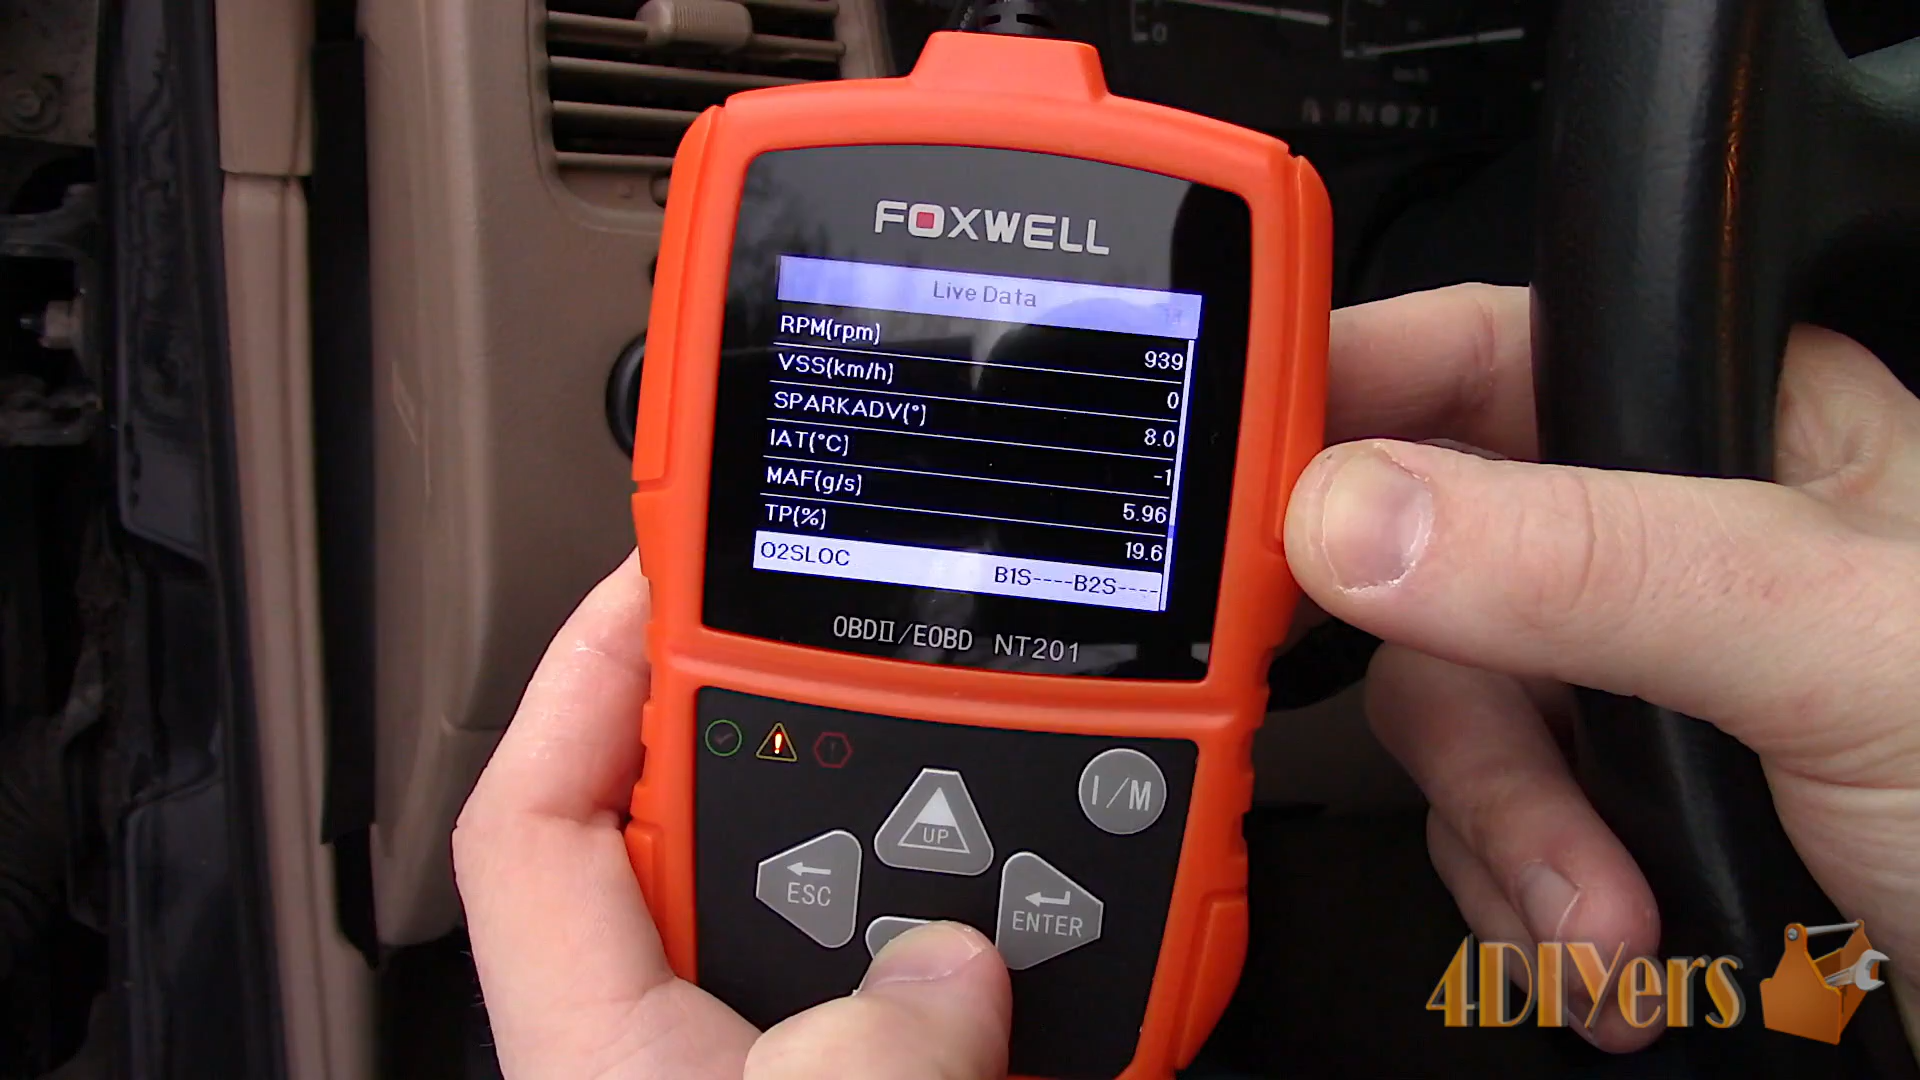 FOXWELL
Live Data
RPM(rpm) 939
VSS(km/h) 0
SPARKADV(°) 8.0
IAT(°C) -1
MAF(g/s) 5.96
TP(%) 19.6
O2SLOC B1S----B2S----
OBDII/EOBD NT201
I/M
UP
ESC
ENTER
4DIYers